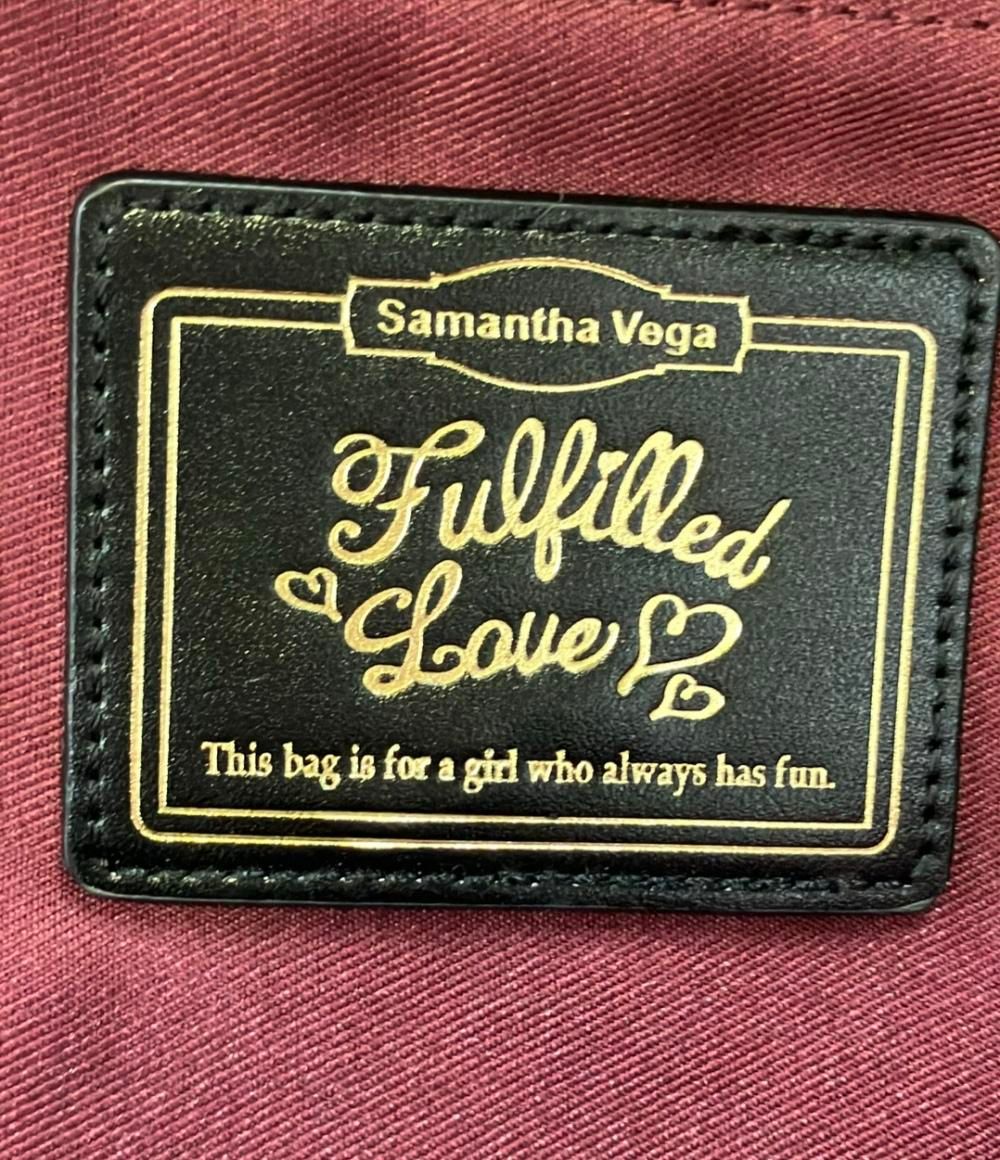 Samantha Vega
Fulfilled
Love
This bag is for a girl who always has fun.